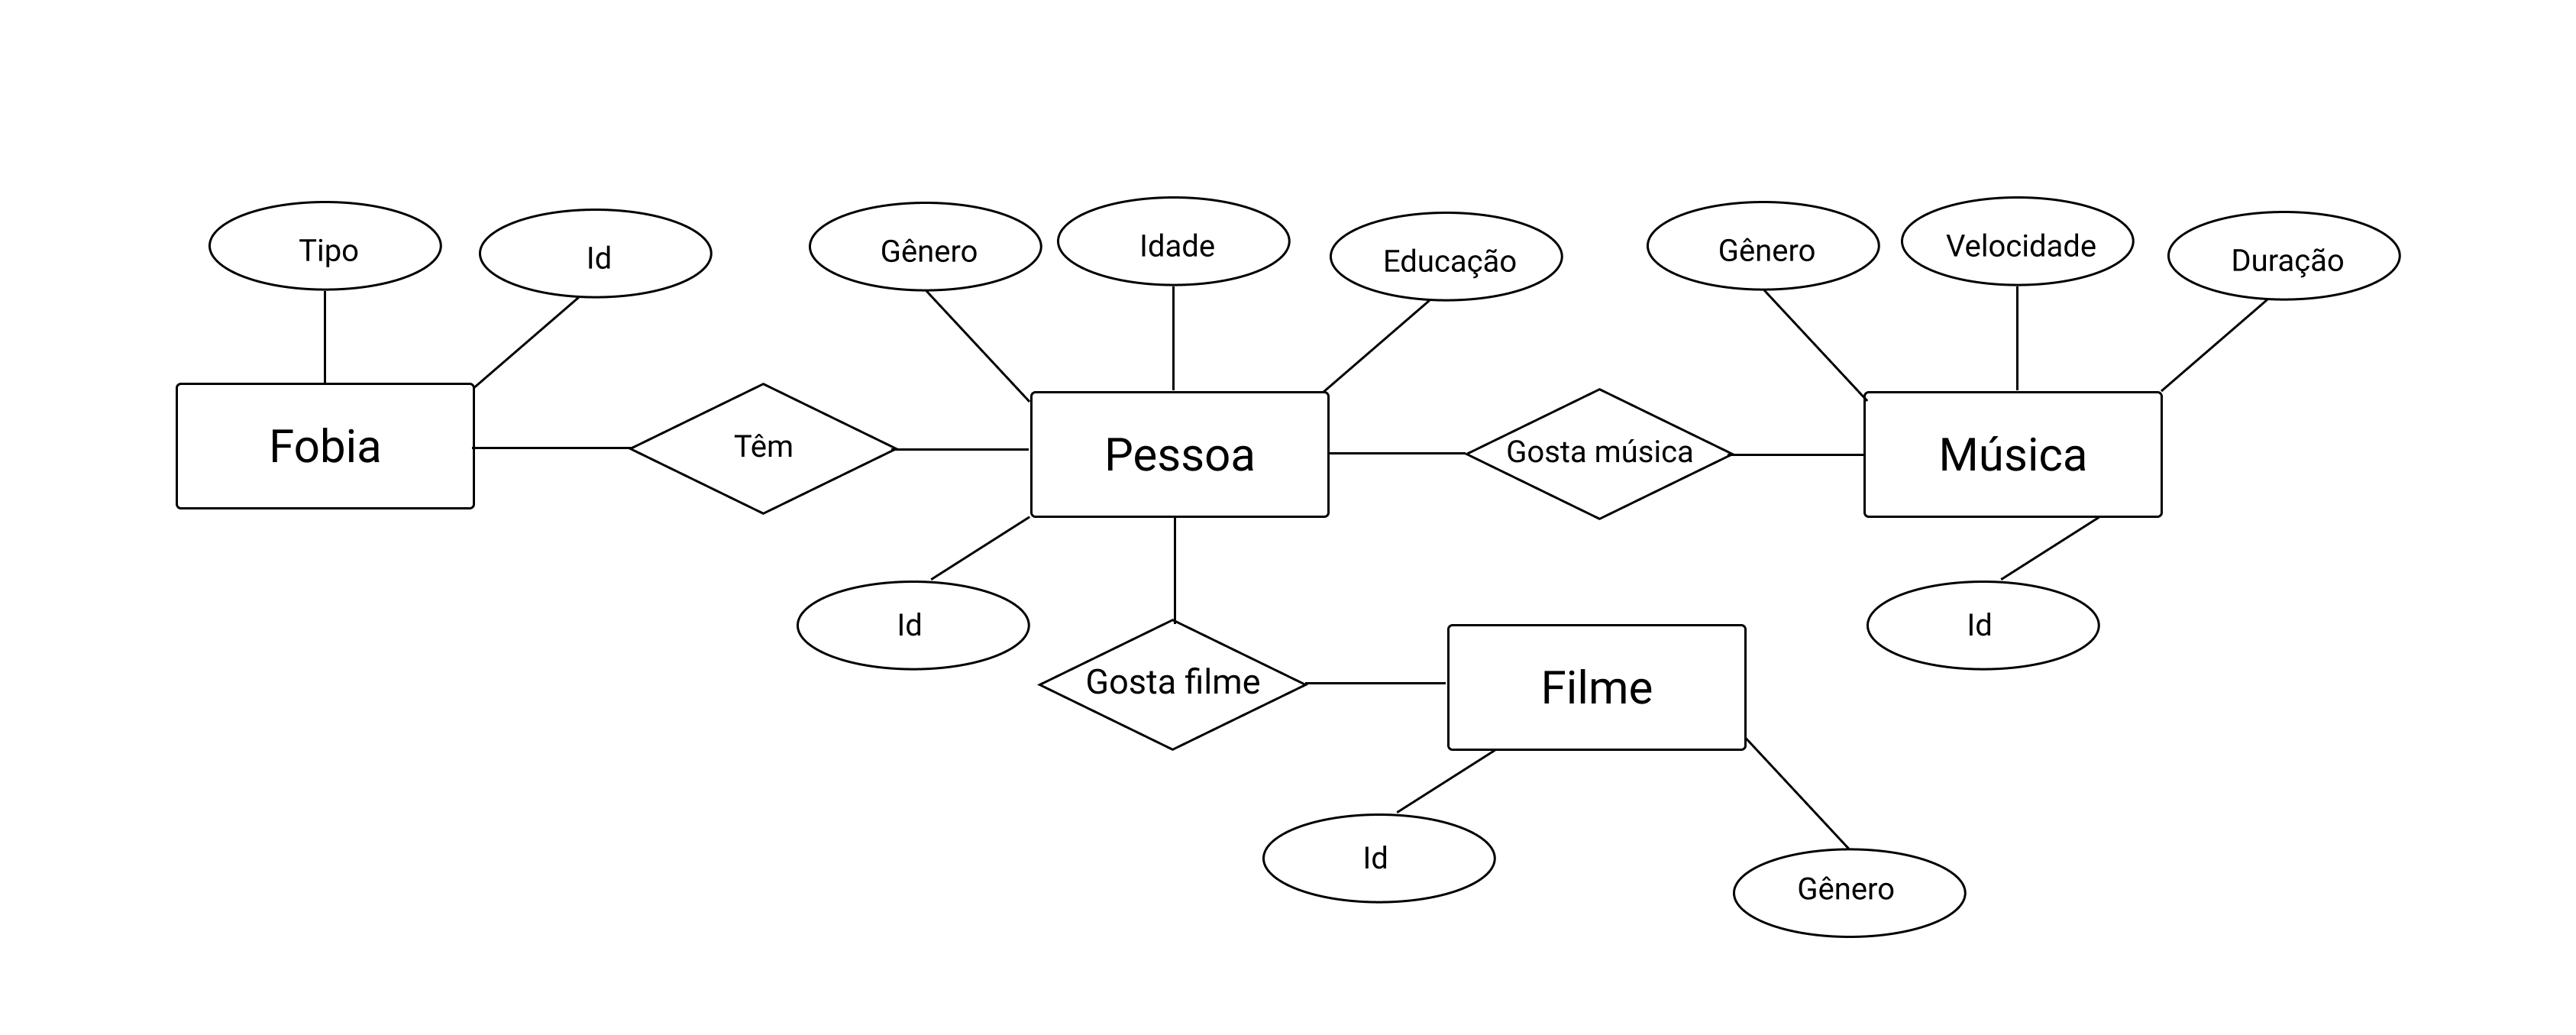 Tipo
Id
Gênero
Idade
Educação
Gênero
Velocidade
Duração
Fobia
Têm
Pessoa
Gosta música
Música
Id
Id
Gosta filme
Filme
Id
Gênero